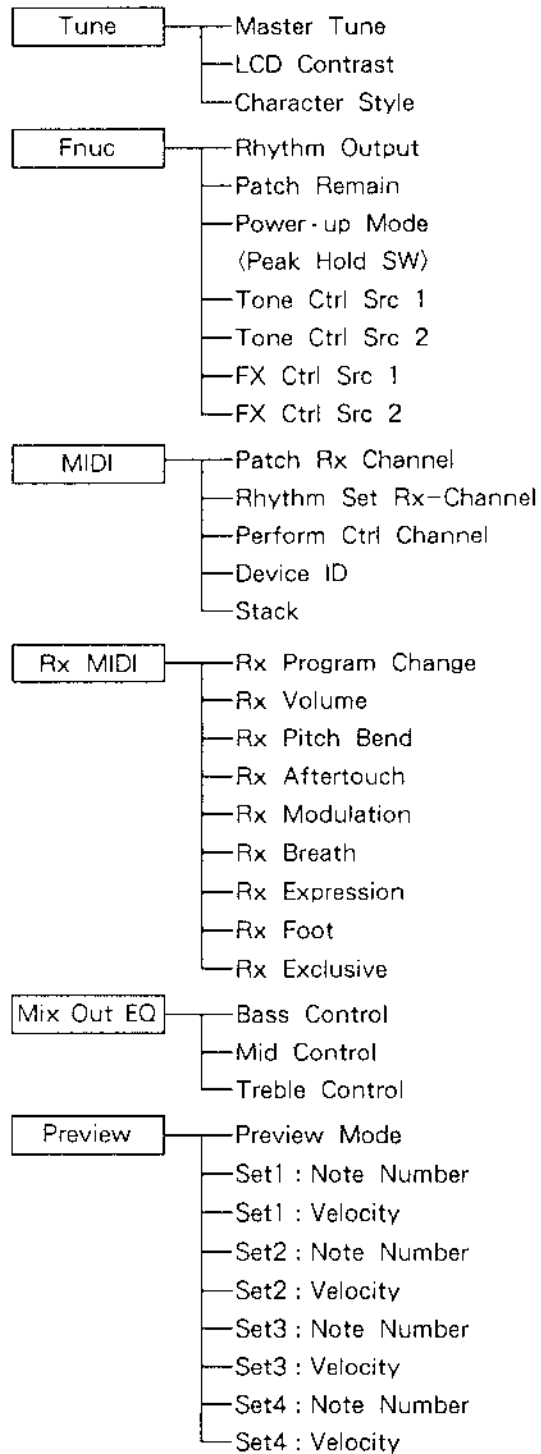 Tune
Master Tune
LCD Contrast
Character Style
Fnuc
Rhythm Output
Patch Remain
Power-up Mode
〈Peak Hold SW〉
Tone Ctrl Src 1
Tone Ctrl Src 2
FX Ctrl Src 1
FX Ctrl Src 2
MIDI
Patch Rx Channel
Rhythm Set Rx-Channel
Perform Ctrl Channel
Device ID
Stack
Rx MIDI
Rx Program Change
Rx Volume
Rx Pitch Bend
Rx Aftertouch
Rx Modulation
Rx Breath
Rx Expression
Rx Foot
Rx Exclusive
Mix Out EQ
Bass Control
Mid Control
Treble Control
Preview
Preview Mode
Set1 : Note Number
Set1 : Velocity
Set2 : Note Number
Set2 : Velocity
Set3 : Note Number
Set3 : Velocity
Set4 : Note Number
Set4 : Velocity